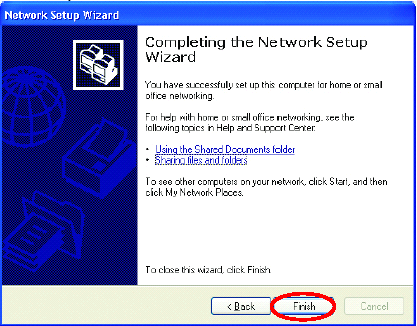 Network Setup Wizard
Completing the Network Setup
Wizard
You have successfully set up this computer for home or small
office networking.
For help with home or small office networking, see the
following topics in Help and Support Center:
• Using the Shared Documents folder
• Sharing files and folders
To see other computers on your network, click Start, and then
click My Network Places.
To close this wizard, click Finish.
< Back
Finish
Cancel